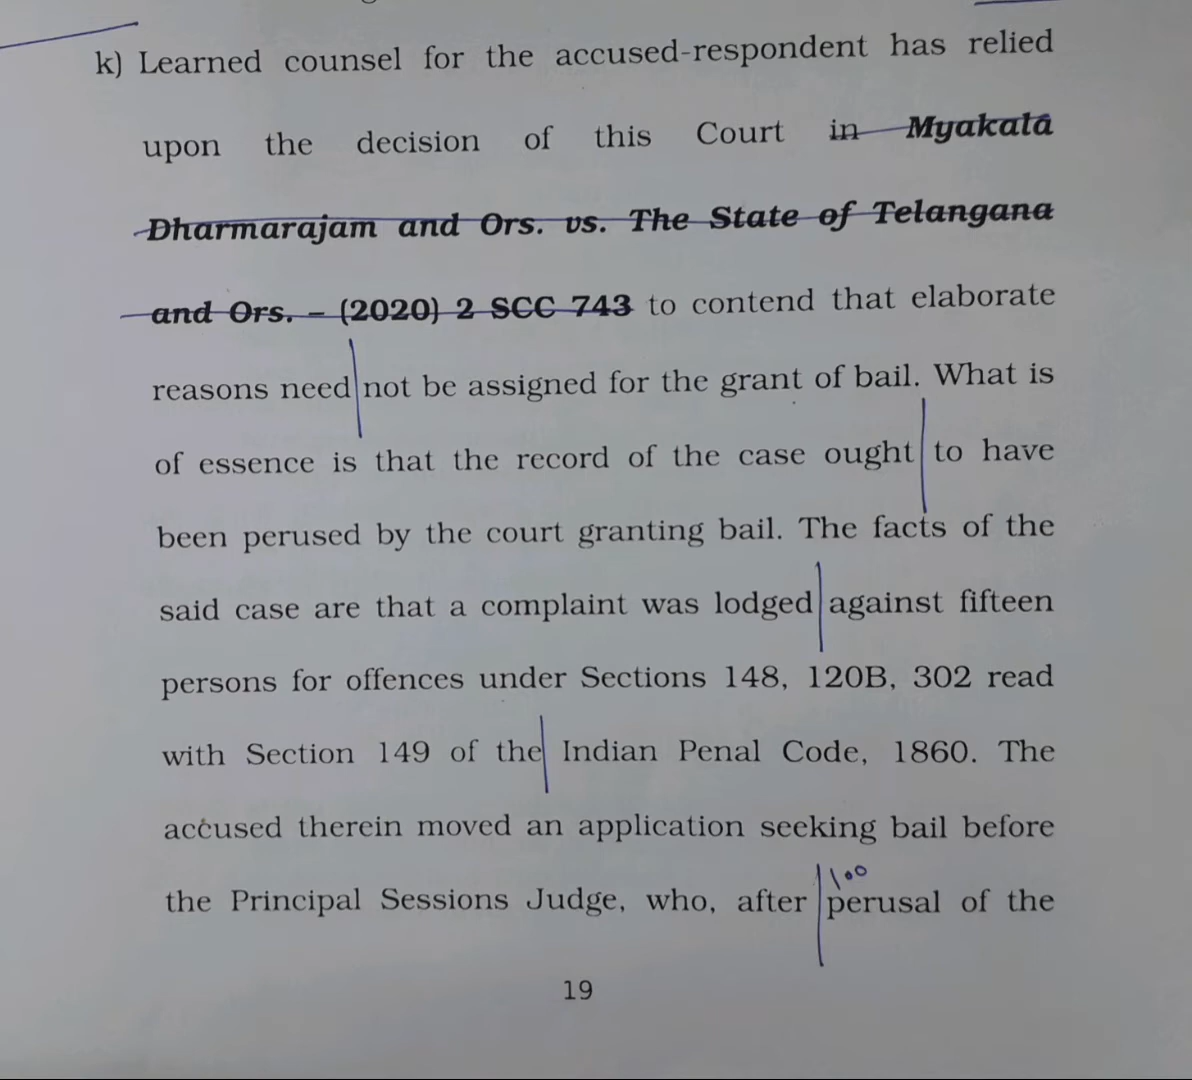 k) Learned counsel for the accused-respondent has relied
upon the decision of this Court in Myakala
Dharmarajam and Ors. vs. The State of Telangana
and Ors. – (2020) 2 SCC 743 to contend that elaborate
reasons need not be assigned for the grant of bail. What is
of essence is that the record of the case ought to have
been perused by the court granting bail. The facts of the
said case are that a complaint was lodged against fifteen
persons for offences under Sections 148, 120B, 302 read
with Section 149 of the Indian Penal Code, 1860. The
accused therein moved an application seeking bail before
100
the Principal Sessions Judge, who, after perusal of the
19